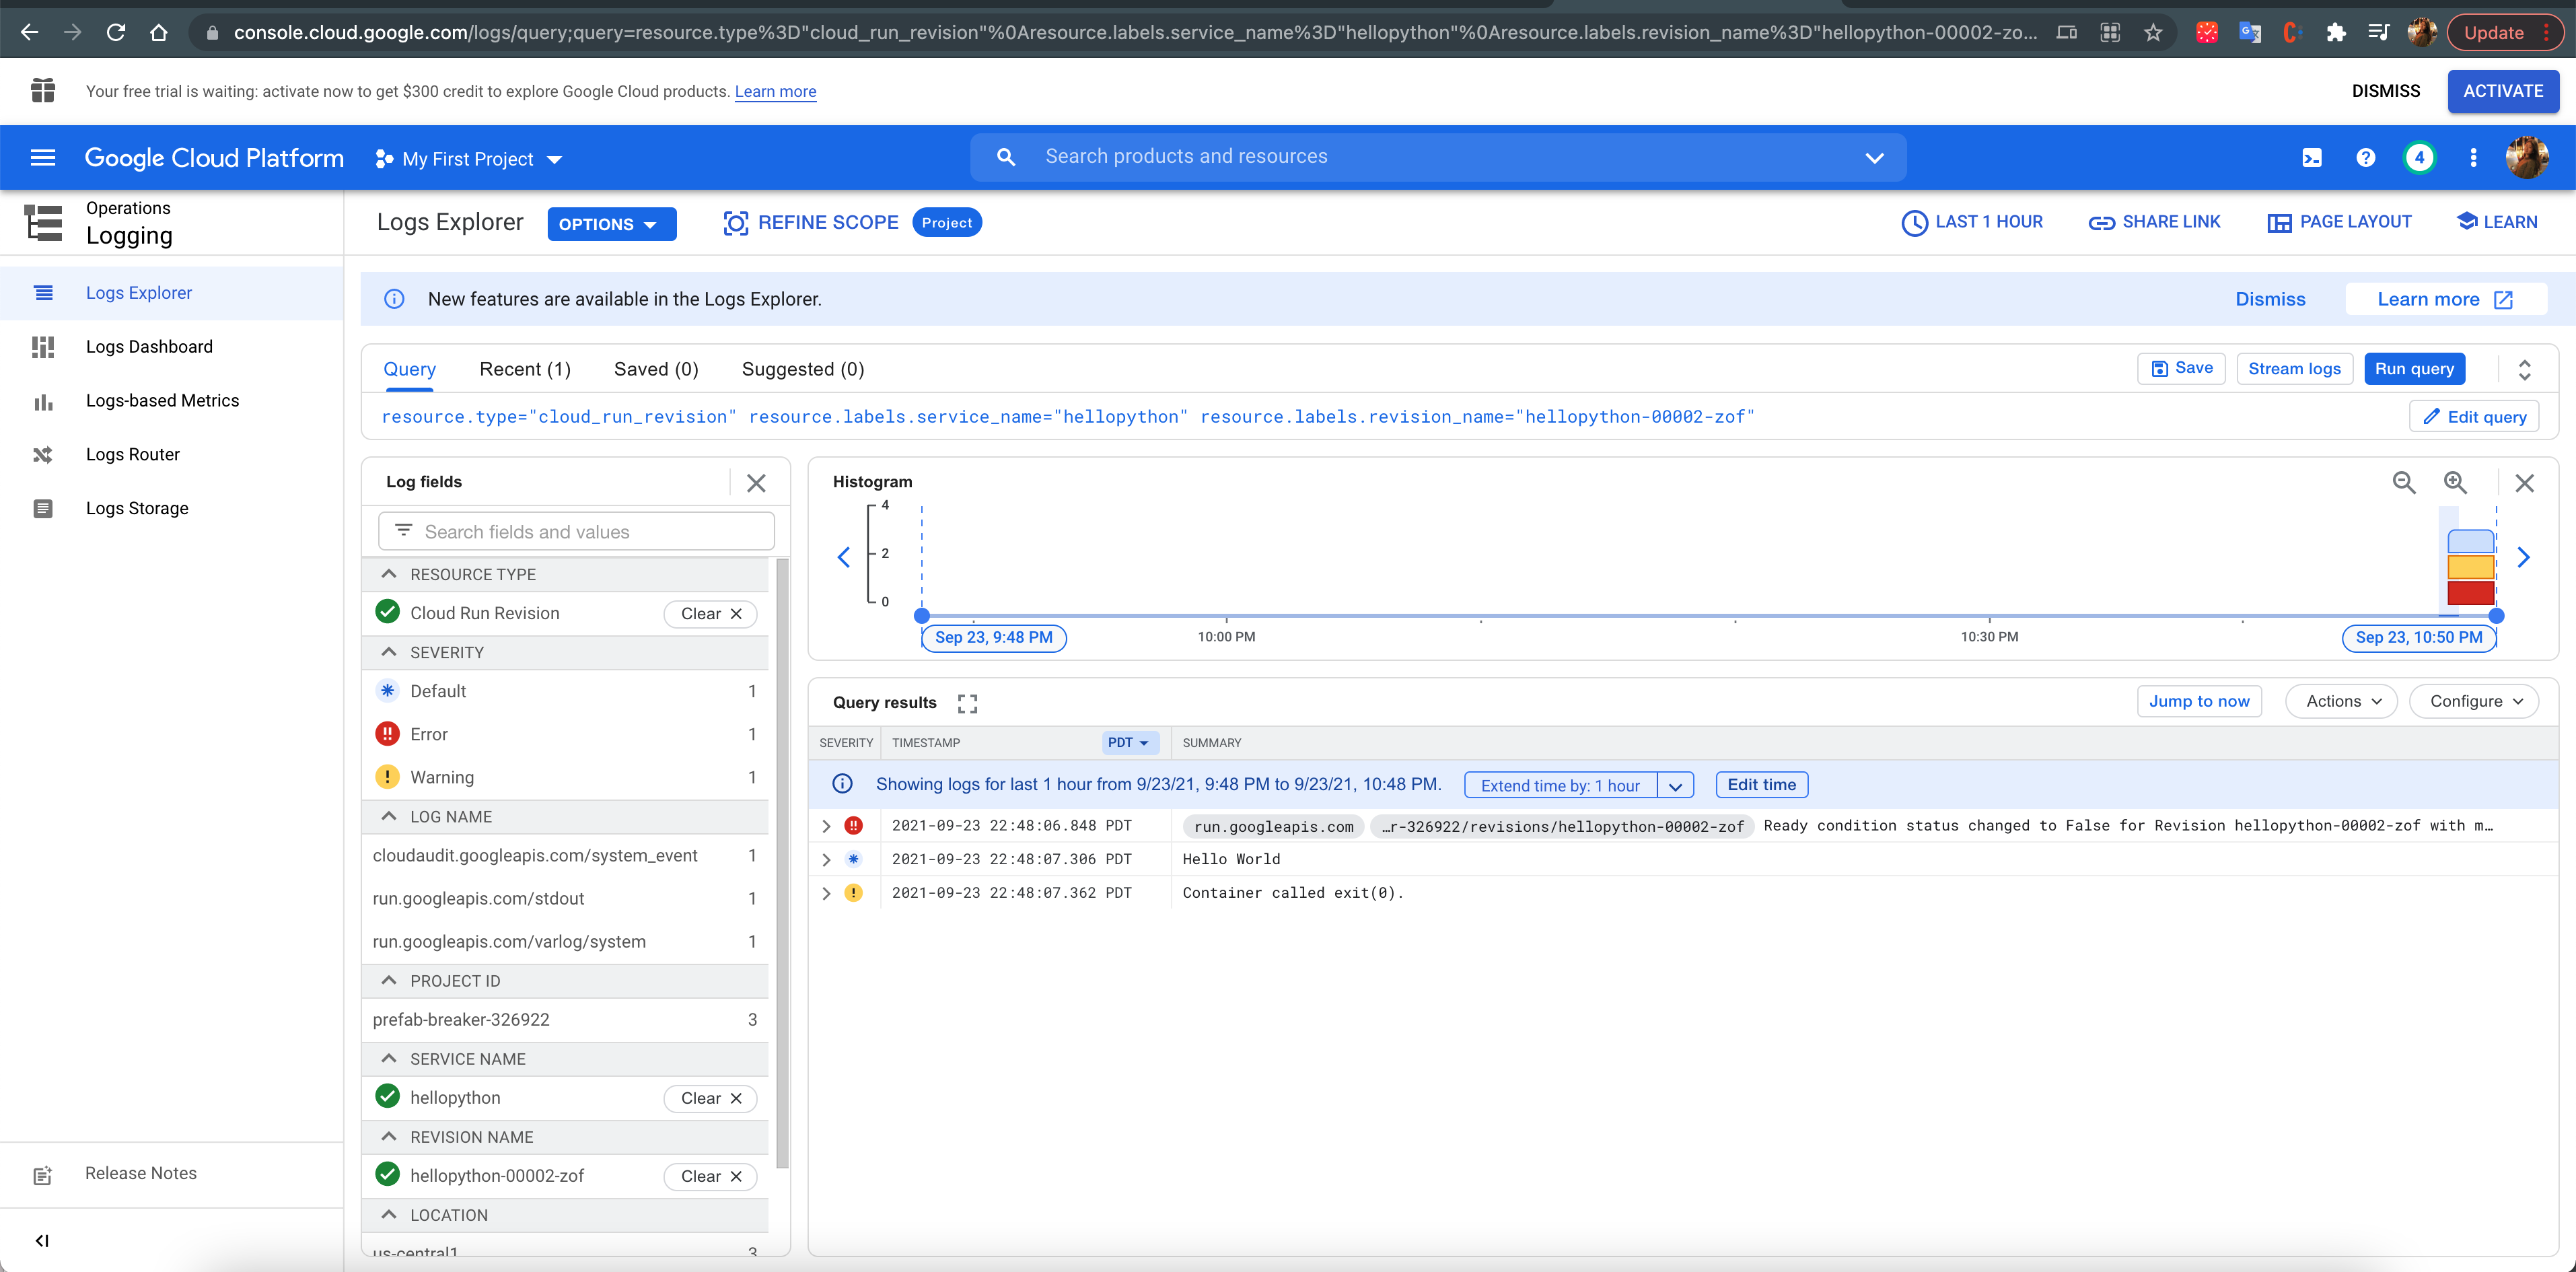 console.cloud.google.com/logs/query;query=resource.type%3D"cloud_run_revision"%0Aresource.labels.service_name%3D"hellopython"%0Aresource.labels.revision_name%3D"hellopython-00002-zo...
Update
Your free trial is waiting: activate now to get $300 credit to explore Google Cloud products. Learn more
DISMISS
ACTIVATE
Google Cloud Platform
My First Project
Search products and resources
4
Operations
Logging
Logs Explorer
OPTIONS
REFINE SCOPE
Project
LAST 1 HOUR
SHARE LINK
PAGE LAYOUT
LEARN
Logs Explorer
Logs Dashboard
Logs-based Metrics
Logs Router
Logs Storage
Release Notes
New features are available in the Logs Explorer.
Dismiss
Learn more
Query
Recent (1)
Saved (0)
Suggested (0)
Save
Stream logs
Run query
resource.type="cloud_run_revision" resource.labels.service_name="hellopython" resource.labels.revision_name="hellopython-00002-zof"
Edit query
Log fields
Search fields and values
RESOURCE TYPE
Cloud Run Revision
Clear
SEVERITY
Default 1
Error 1
Warning 1
LOG NAME
cloudaudit.googleapis.com/system_event 1
run.googleapis.com/stdout 1
run.googleapis.com/varlog/system 1
PROJECT ID
prefab-breaker-326922 3
SERVICE NAME
hellopython
Clear
REVISION NAME
hellopython-00002-zof
Clear
LOCATION
us-central1 3
Histogram
4
2
0
Sep 23, 9:48 PM
10:00 PM
10:30 PM
Sep 23, 10:50 PM
Query results
Jump to now
Actions
Configure
SEVERITY
TIMESTAMP
PDT
SUMMARY
Showing logs for last 1 hour from 9/23/21, 9:48 PM to 9/23/21, 10:48 PM.
Extend time by: 1 hour
Edit time
2021-09-23 22:48:06.848 PDT run.googleapis.com …r-326922/revisions/hellopython-00002-zof Ready condition status changed to False for Revision hellopython-00002-zof with m…
2021-09-23 22:48:07.306 PDT Hello World
2021-09-23 22:48:07.362 PDT Container called exit(0).